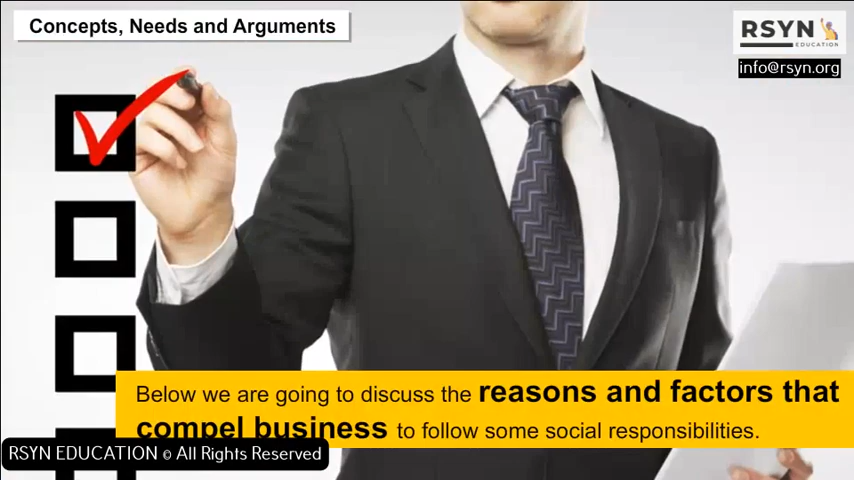 Concepts, Needs and Arguments
RSYN
EDUCATION
info@rsyn.org
Below we are going to discuss the reasons and factors that
compel business to follow some social responsibilities.
RSYN EDUCATION © All Rights Reserved